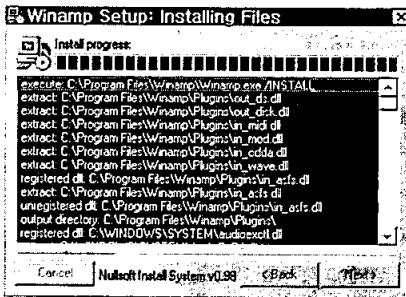 Winamp Setup: Installing Files
Install progress:
execute: C:\Program Files\Winamp\Winamp.exe /INSTALL
extract: C:\Program Files\Winamp\Plugins\out_ds.dll
extract: C:\Program Files\Winamp\Plugins\out_disk.dll
extract: C:\Program Files\Winamp\Plugins\in_midi.dll
extract: C:\Program Files\Winamp\Plugins\in_mod.dll
extract: C:\Program Files\Winamp\Plugins\in_cdda.dll
extract: C:\Program Files\Winamp\Plugins\in_wave.dll
registered dll: C:\Program Files\Winamp\Plugins\in_asfs.dll
extract: C:\Program Files\Winamp\Plugins\in_asfs.dll
unregistered dll: C:\Program Files\Winamp\Plugins\in_asfs.dll
output directory: C:\Program Files\Winamp\Plugins\
registered dll: C:\WINDOWS\SYSTEM\audioexctl.dll
Cancel Nullsoft Install System v0.98 < Back Next >